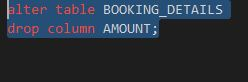 alter table BOOKING_DETAILS
drop column AMOUNT;